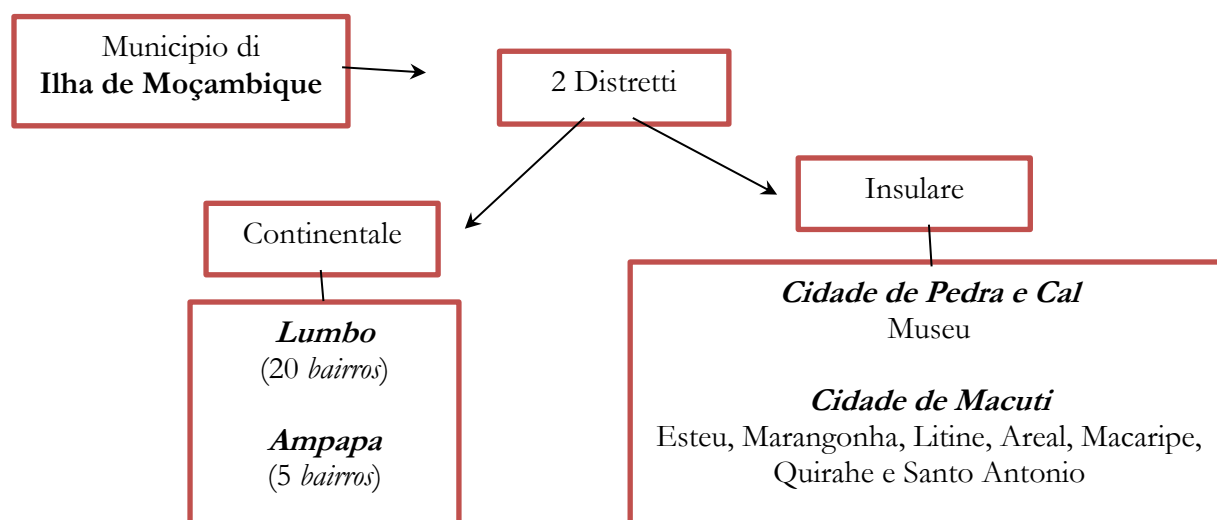 Municipio di
Ilha de Moçambique
2 Distretti
Continentale
Insulare
Lumbo
(20 bairros)
Ampapa
(5 bairros)
Cidade de Pedra e Cal
Museu
Cidade de Macuti
Esteu, Marangonha, Litine, Areal, Macaripe,
Quirahe e Santo Antonio